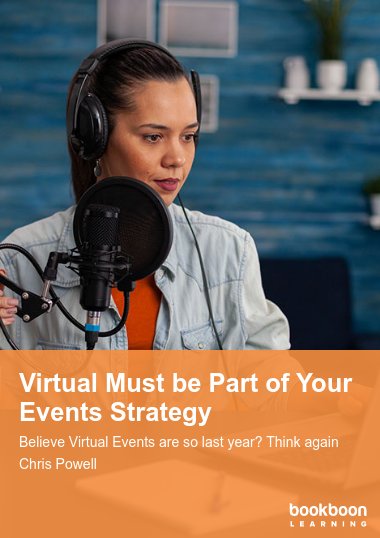 Virtual Must be Part of Your
Events Strategy
Believe Virtual Events are so last year? Think again
Chris Powell
bookboon
LEARNING